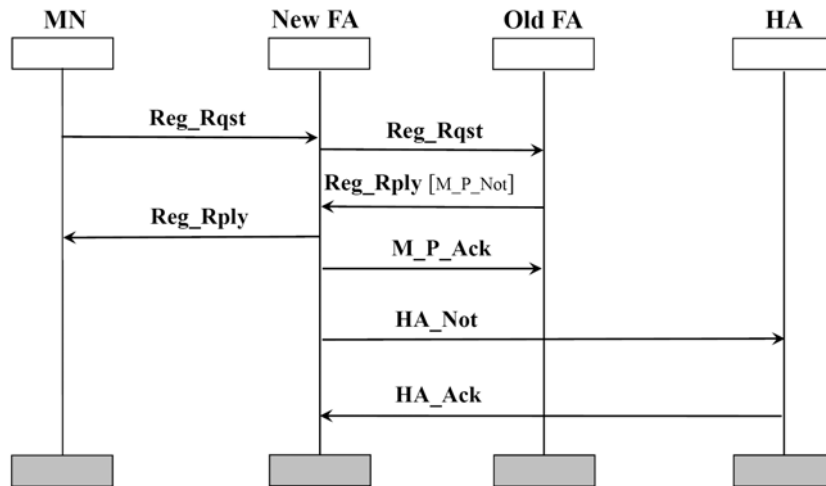 MN New FA Old FA HA
Reg_Rqst
Reg_Rqst
Reg_Rply [M_P_Not]
Reg_Rply
M_P_Ack
HA_Not
HA_Ack